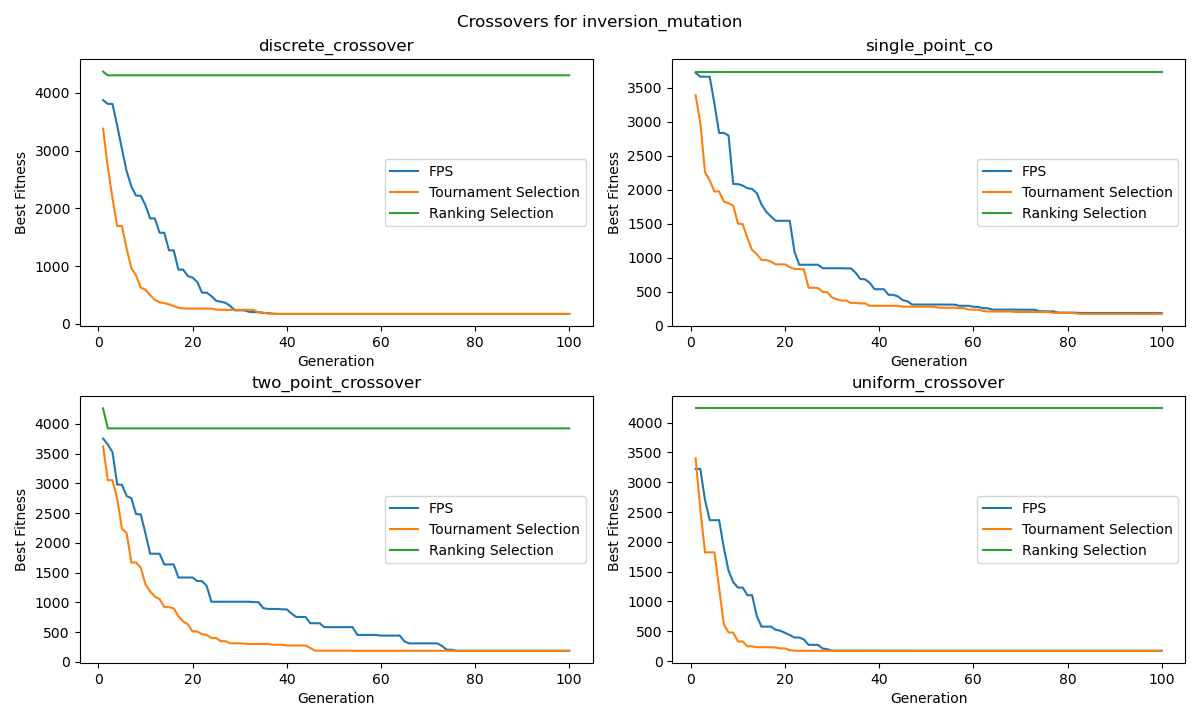 Crossovers for inversion_mutation
discrete_crossover
Best Fitness
4000
3000
2000
1000
0
FPS
Tournament Selection
Ranking Selection
0 20 40 60 80 100
Generation
single_point_co
Best Fitness
3500
3000
2500
2000
1500
1000
500
0
FPS
Tournament Selection
Ranking Selection
0 20 40 60 80 100
Generation
two_point_crossover
Best Fitness
4000
3500
3000
2500
2000
1500
1000
500
0
FPS
Tournament Selection
Ranking Selection
0 20 40 60 80 100
Generation
uniform_crossover
Best Fitness
4000
3500
3000
2500
2000
1500
1000
500
0
FPS
Tournament Selection
Ranking Selection
0 20 40 60 80 100
Generation